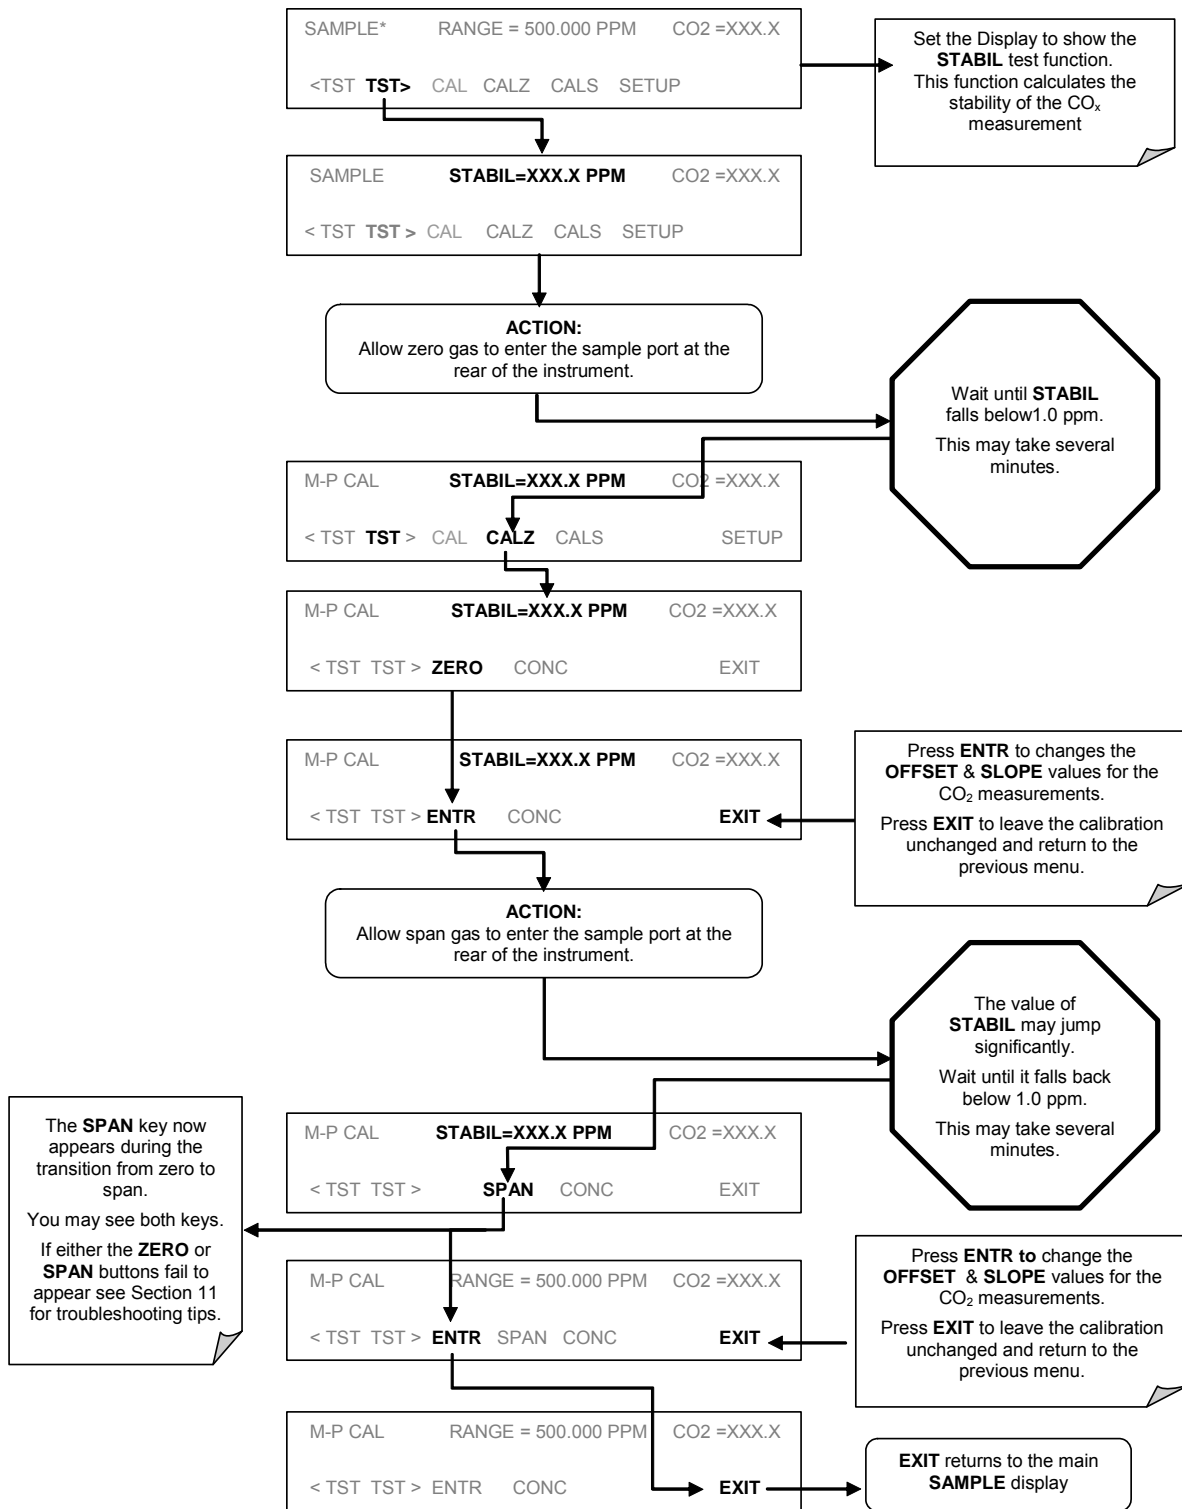 SAMPLE* RANGE = 500.000 PPM CO2 =XXX.X
<TST TST> CAL CALZ CALS SETUP
Set the Display to show the
STABIL test function.
This function calculates the
stability of the COx
measurement
SAMPLE STABIL=XXX.X PPM CO2 =XXX.X
< TST TST > CAL CALZ CALS SETUP
ACTION:
Allow zero gas to enter the sample port at the
rear of the instrument.
Wait until STABIL
falls below1.0 ppm.
This may take several
minutes.
M-P CAL STABIL=XXX.X PPM CO2 =XXX.X
< TST TST > CAL CALZ CALS SETUP
M-P CAL STABIL=XXX.X PPM CO2 =XXX.X
< TST TST > ZERO CONC EXIT
M-P CAL STABIL=XXX.X PPM CO2 =XXX.X
< TST TST > ENTR CONC EXIT
Press ENTR to changes the
OFFSET & SLOPE values for the
CO₂ measurements.
Press EXIT to leave the calibration
unchanged and return to the
previous menu.
ACTION:
Allow span gas to enter the sample port at the
rear of the instrument.
The value of
STABIL may jump
significantly.
Wait until it falls back
below 1.0 ppm.
This may take several
minutes.
The SPAN key now
appears during the
transition from zero to
span.
You may see both keys.
If either the ZERO or
SPAN buttons fail to
appear see Section 11
for troubleshooting tips.
M-P CAL STABIL=XXX.X PPM CO2 =XXX.X
< TST TST > SPAN CONC EXIT
M-P CAL RANGE = 500.000 PPM CO2 =XXX.X
< TST TST > ENTR SPAN CONC EXIT
Press ENTR to change the
OFFSET & SLOPE values for the
CO₂ measurements.
Press EXIT to leave the calibration
unchanged and return to the
previous menu.
M-P CAL RANGE = 500.000 PPM CO2 =XXX.X
< TST TST > ENTR CONC EXIT
EXIT returns to the main
SAMPLE display